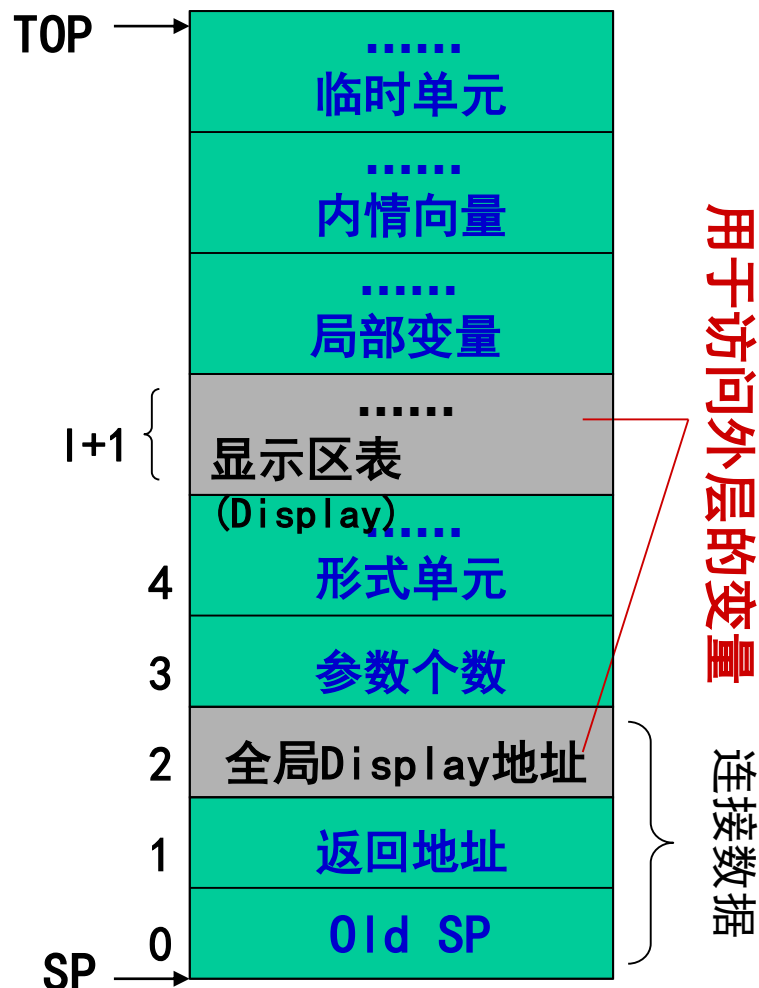 TOP
......
临时单元
......
内情向量
......
局部变量
......
l+1
显示区表
(Display)
......
4
形式单元
3
参数个数
2
全局Display地址
1
返回地址
0
Old SP
SP
用于访问外层的变量
连接数据